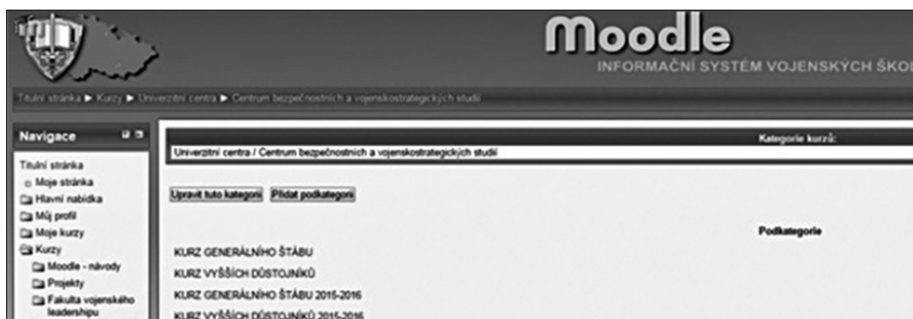 Moodle
INFORMAČNÍ SYSTÉM VOJENSKÝCH ŠKOL
Titulní stránka ► Kurzy ► Univerzitní centra ► Centrum bezpečnostních a vojenskostrategických studií
Navigace
Titulní stránka
Moje stránka
Hlavní nabídka
Můj profil
Moje kurzy
Kurzy
Moodle - návody
Projekty
Fakulta vojenského
leadershipu
Kategorie kurzů:
Univerzitní centra / Centrum bezpečnostních a vojenskostrategických studií
Upravit tuto kategorii Přidat podkategorii
Podkategorie
KURZ GENERÁLNÍHO ŠTÁBU
KURZ VYŠŠÍCH DŮSTOJNÍKŮ
KURZ GENERÁLNÍHO ŠTÁBU 2015-2016
KURZ VYŠŠÍCH DŮSTOJNÍKŮ 2015-2016